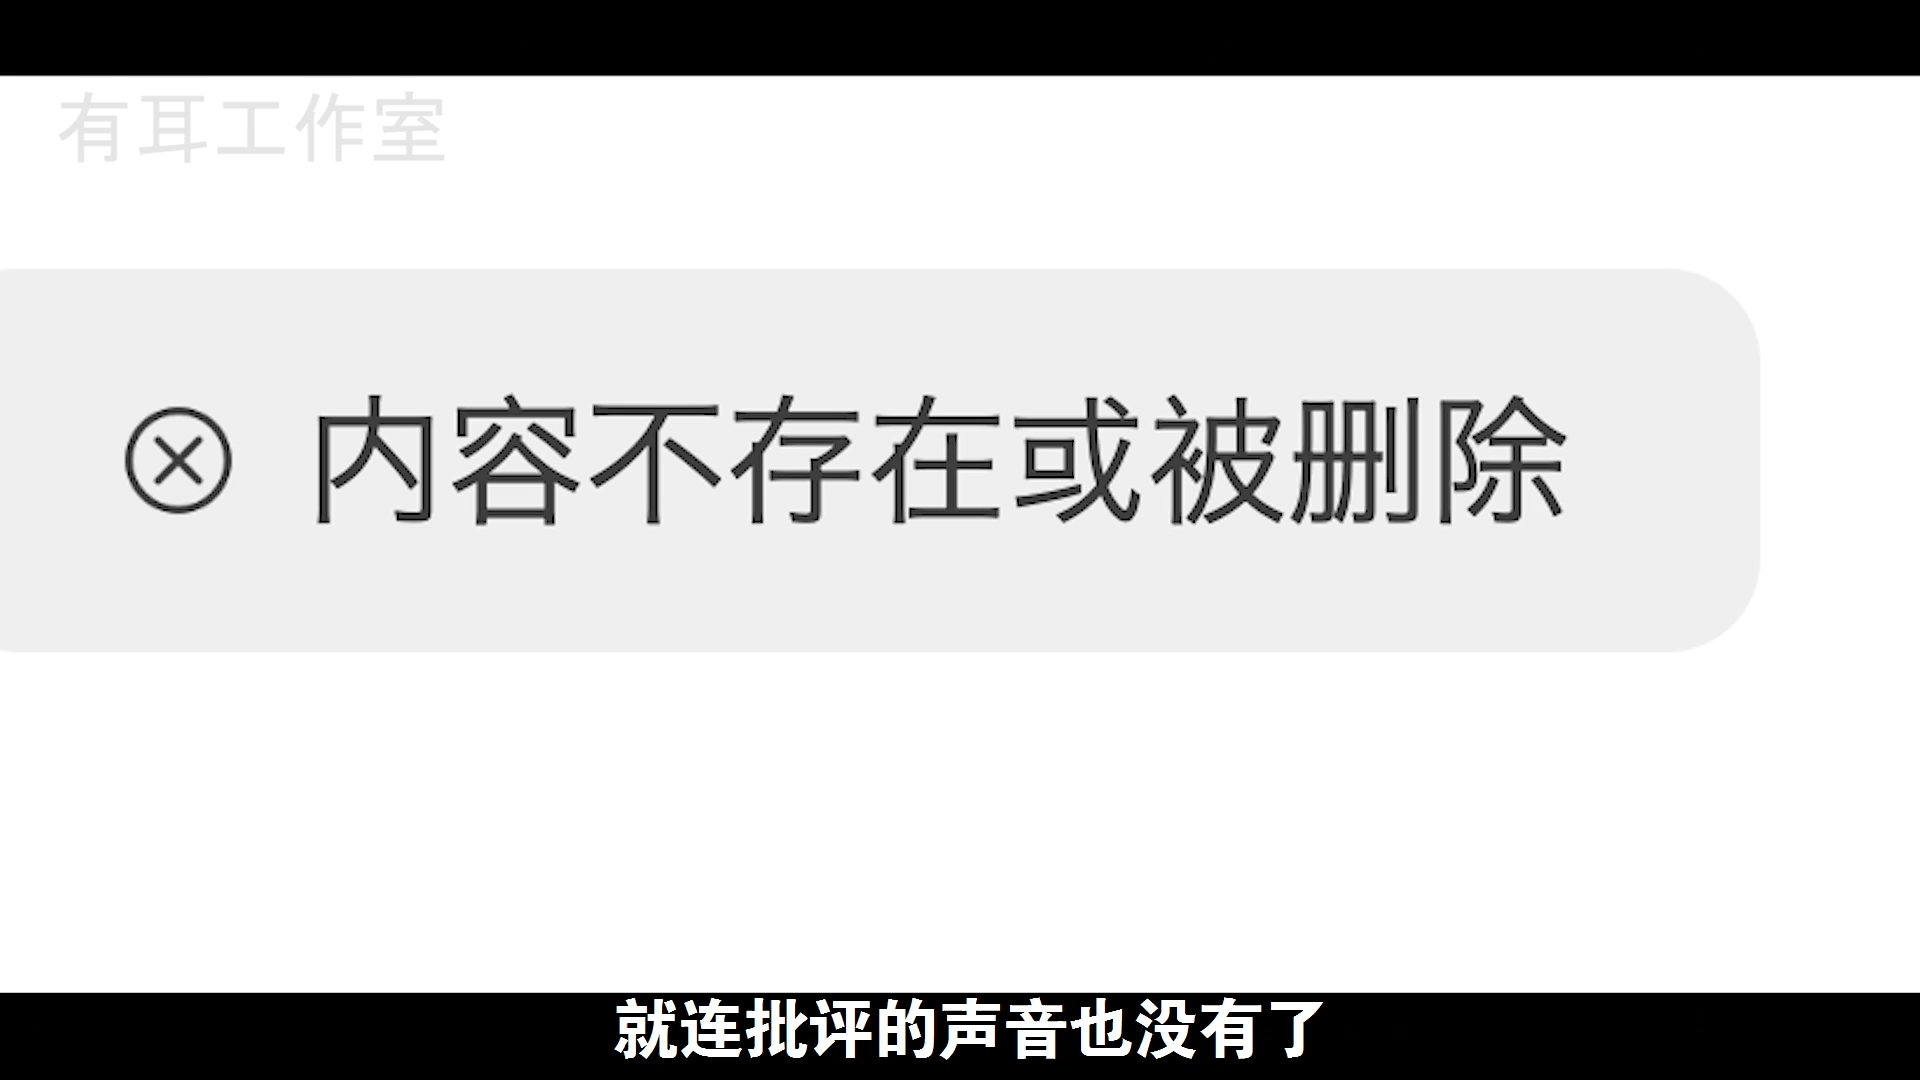 有耳工作室
内容不存在或被删除
就连批评的声音也没有了